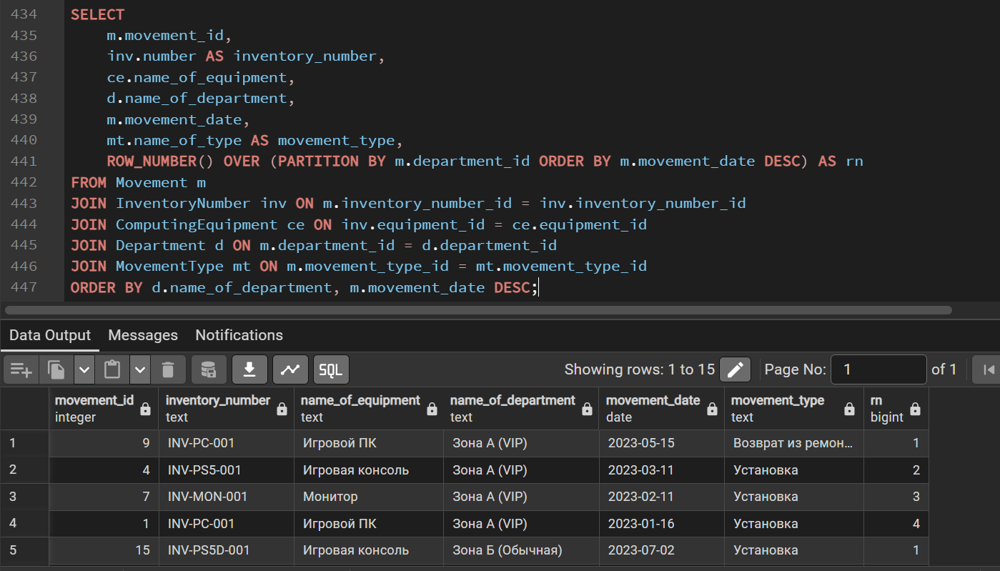 434 SELECT
435 m.movement_id,
436 inv.number AS inventory_number,
437 ce.name_of_equipment,
438 d.name_of_department,
439 m.movement_date,
440 mt.name_of_type AS movement_type,
441 ROW_NUMBER() OVER (PARTITION BY m.department_id ORDER BY m.movement_date DESC) AS rn
442 FROM Movement m
443 JOIN InventoryNumber inv ON m.inventory_number_id = inv.inventory_number_id
444 JOIN ComputingEquipment ce ON inv.equipment_id = ce.equipment_id
445 JOIN Department d ON m.department_id = d.department_id
446 JOIN MovementType mt ON m.movement_type_id = mt.movement_type_id
447 ORDER BY d.name_of_department, m.movement_date DESC;
Data Output Messages Notifications
SQL Showing rows: 1 to 15 Page No: 1 of 1
movement_id inventory_number name_of_equipment name_of_department movement_date movement_type rn
integer text text text date text bigint
1 9 INV-PC-001 Игровой ПК Зона А (VIP) 2023-05-15 Возврат из ремон... 1
2 4 INV-PS5-001 Игровая консоль Зона А (VIP) 2023-03-11 Установка 2
3 7 INV-MON-001 Монитор Зона А (VIP) 2023-02-11 Установка 3
4 1 INV-PC-001 Игровой ПК Зона А (VIP) 2023-01-16 Установка 4
5 15 INV-PS5D-001 Игровая консоль Зона Б (Обычная) 2023-07-02 Установка 1